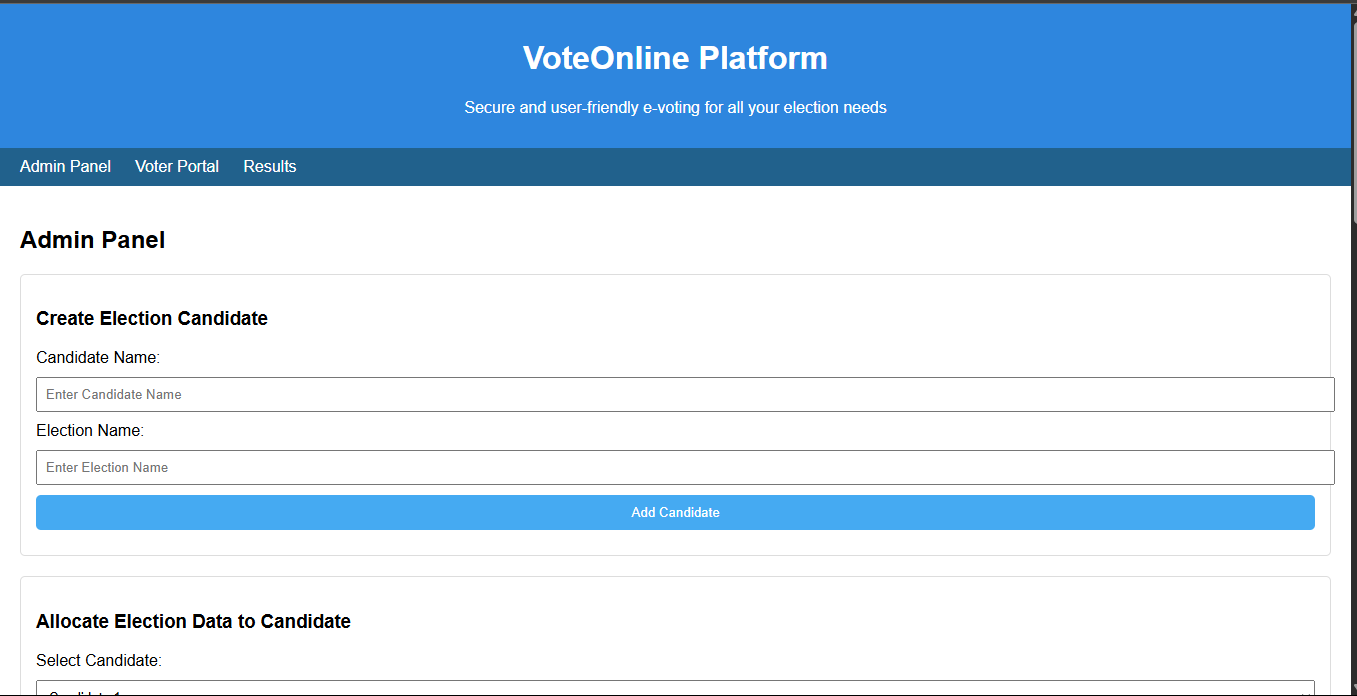 VoteOnline Platform
Secure and user-friendly e-voting for all your election needs
Admin Panel Voter Portal Results
Admin Panel
Create Election Candidate
Candidate Name:
Enter Candidate Name
Election Name:
Enter Election Name
Add Candidate
Allocate Election Data to Candidate
Select Candidate:
Candidate 1